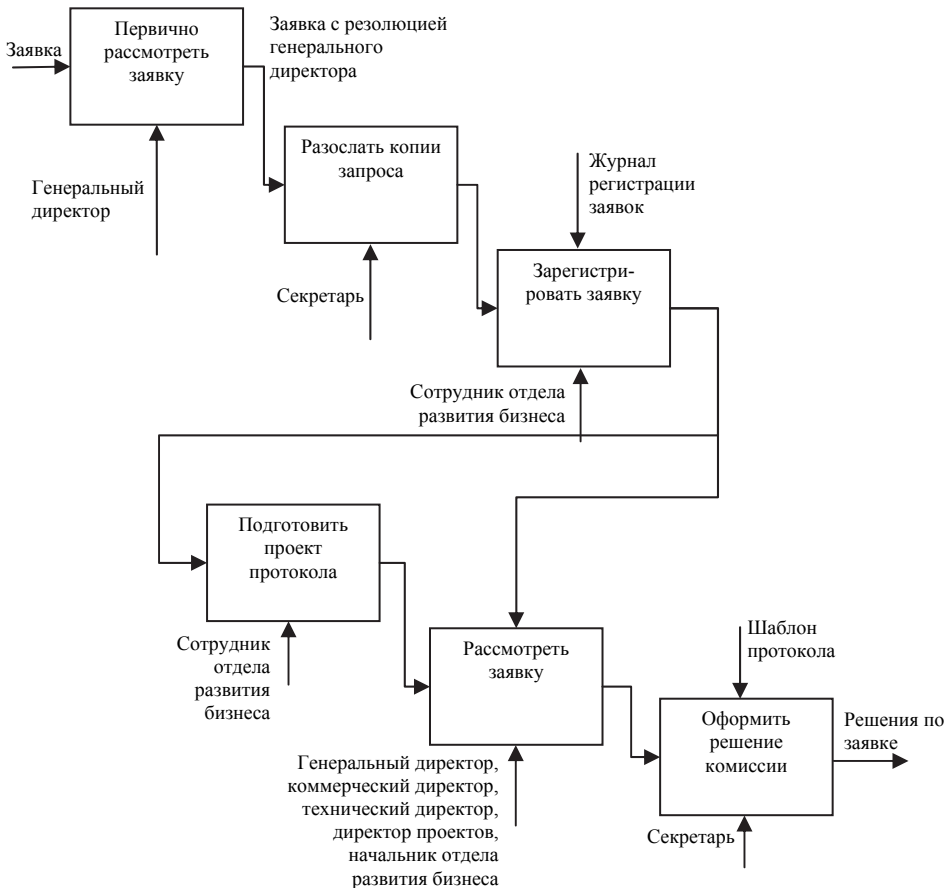 Заявка
Первично
рассмотреть
заявку
Заявка с резолюцией
генерального
директора
Генеральный
директор
Разослать копии
запроса
Секретарь
Журнал
регистрации
заявок
Зарегистри-
ровать заявку
Сотрудник отдела
развития бизнеса
Подготовить
проект
протокола
Сотрудник
отдела
развития
бизнеса
Рассмотреть
заявку
Генеральный директор,
коммерческий директор,
технический директор,
директор проектов,
начальник отдела
развития бизнеса
Шаблон
протокола
Оформить
решение
комиссии
Решения по
заявке
Секретарь